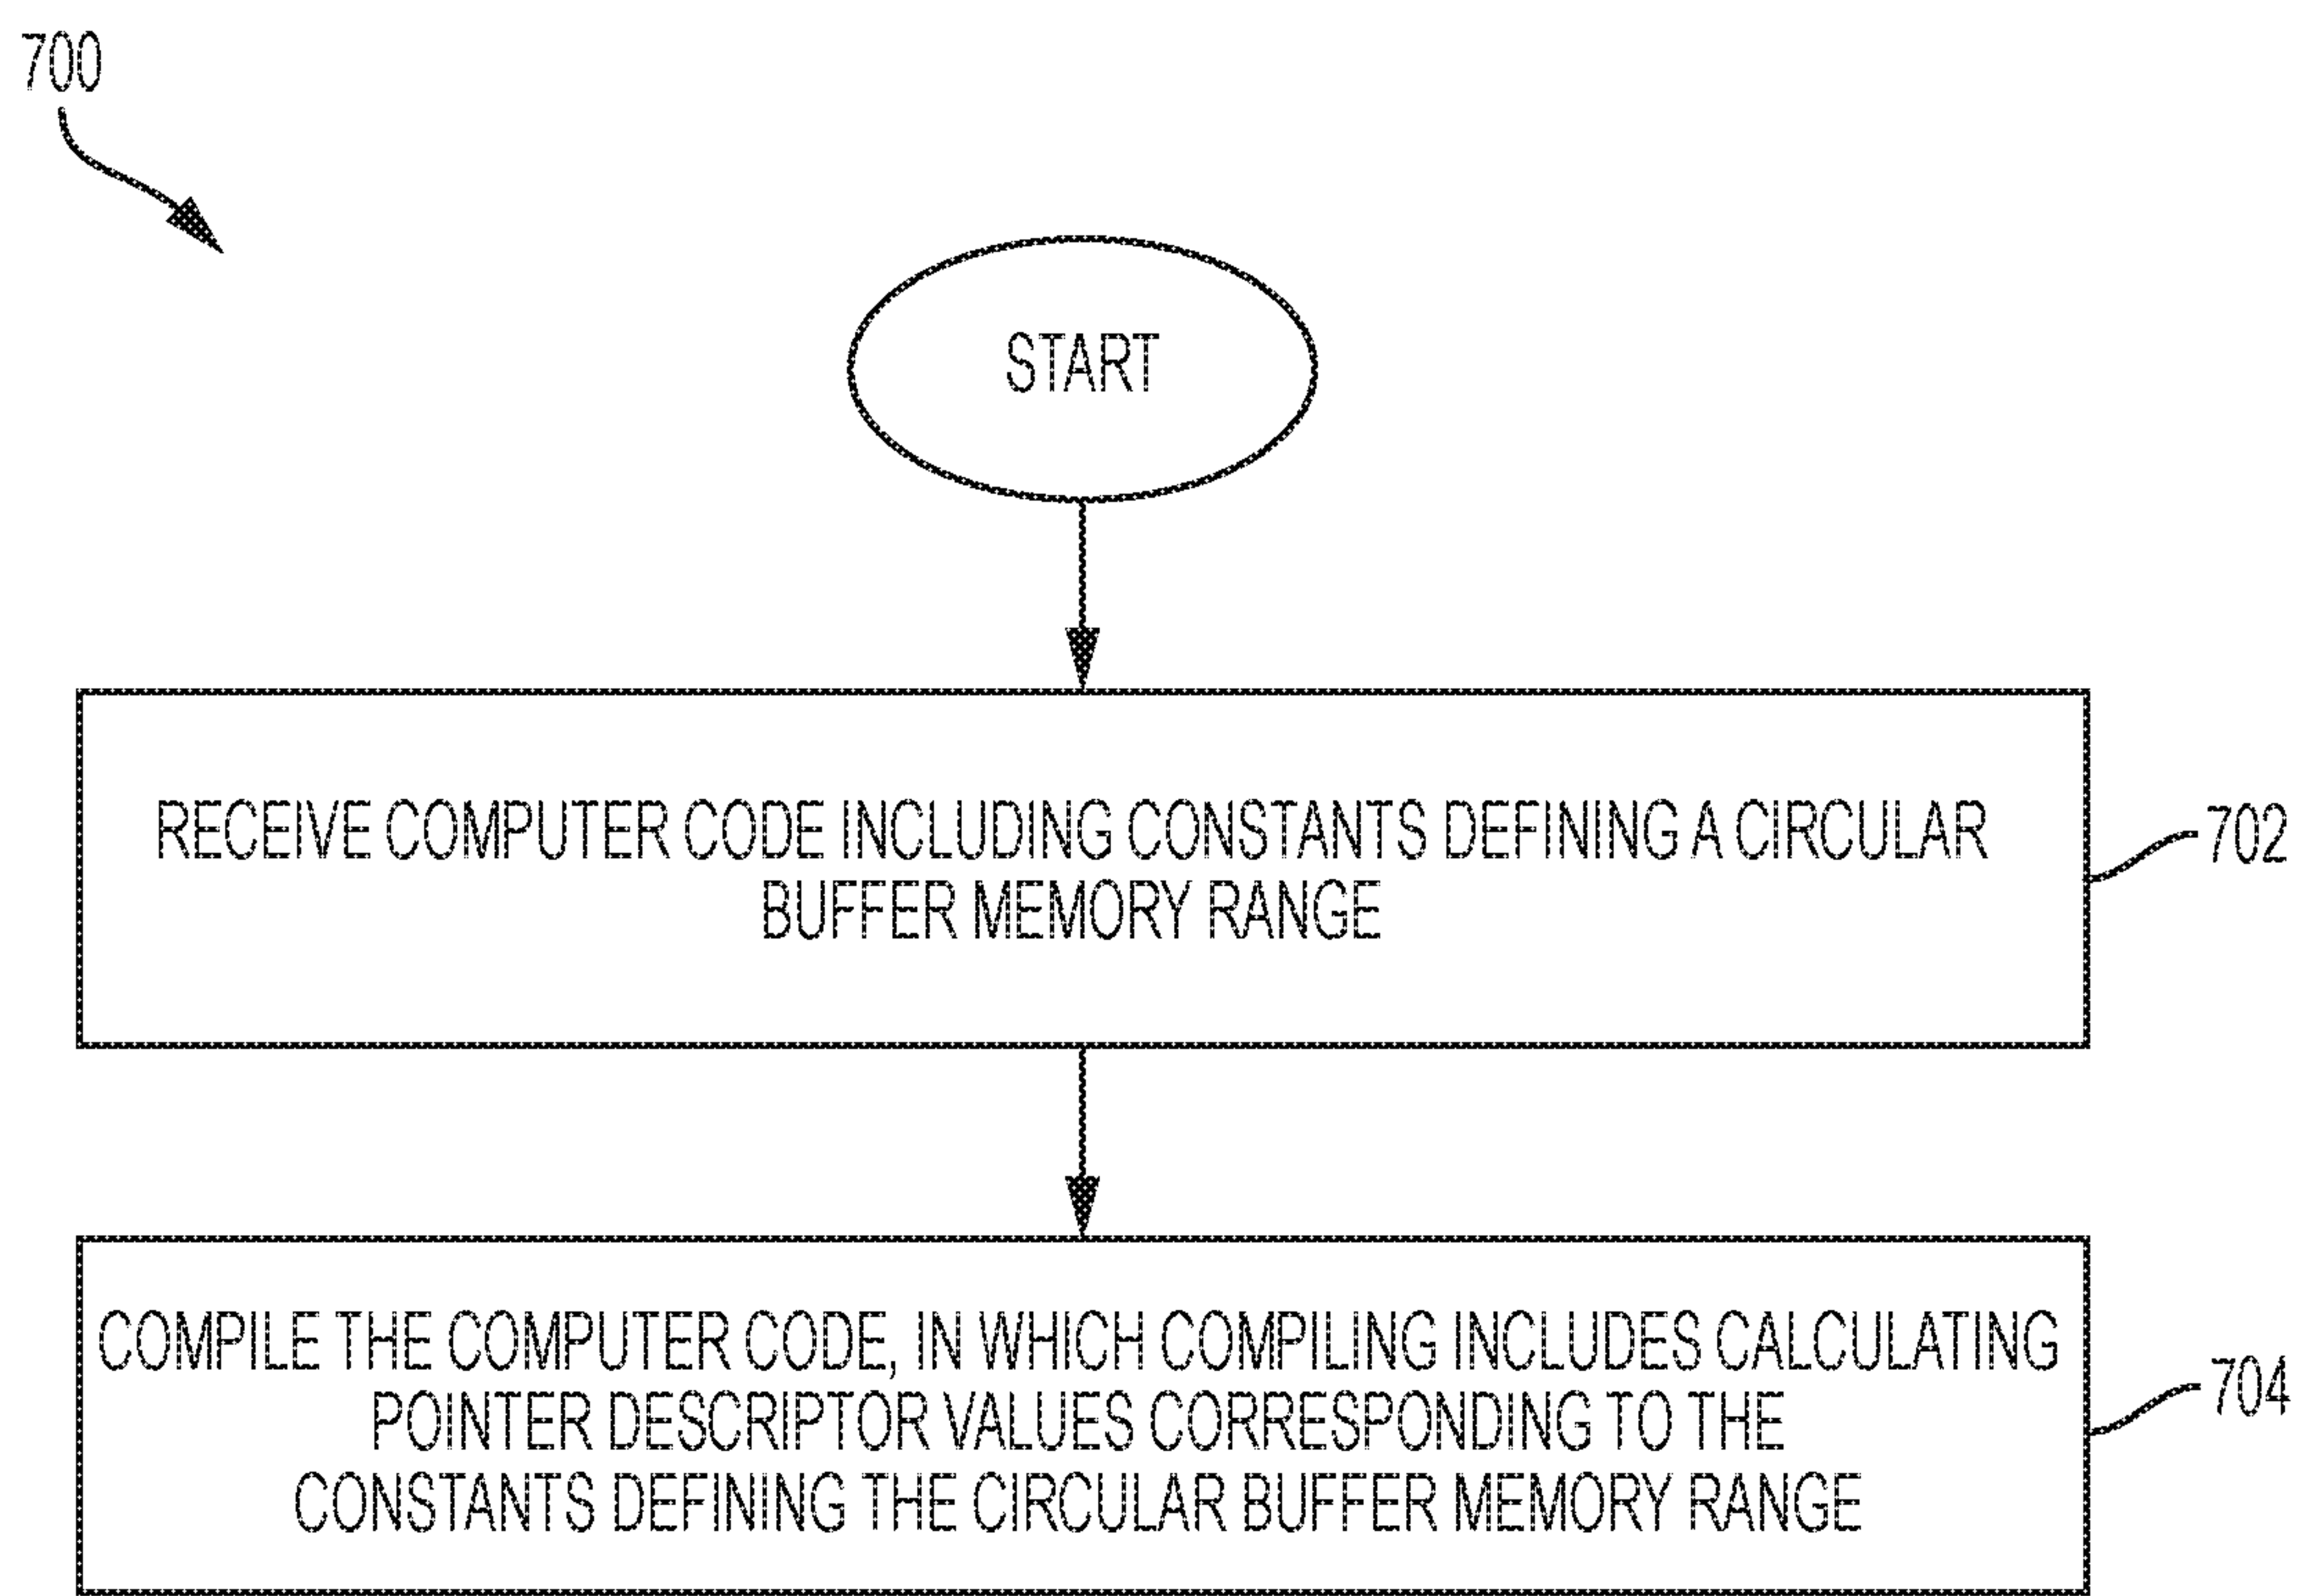 700
START
RECEIVE COMPUTER CODE INCLUDING CONSTANTS DEFINING A CIRCULAR
BUFFER MEMORY RANGE
702
COMPILE THE COMPUTER CODE, IN WHICH COMPILING INCLUDES CALCULATING
POINTER DESCRIPTOR VALUES CORRESPONDING TO THE
CONSTANTS DEFINING THE CIRCULAR BUFFER MEMORY RANGE
704